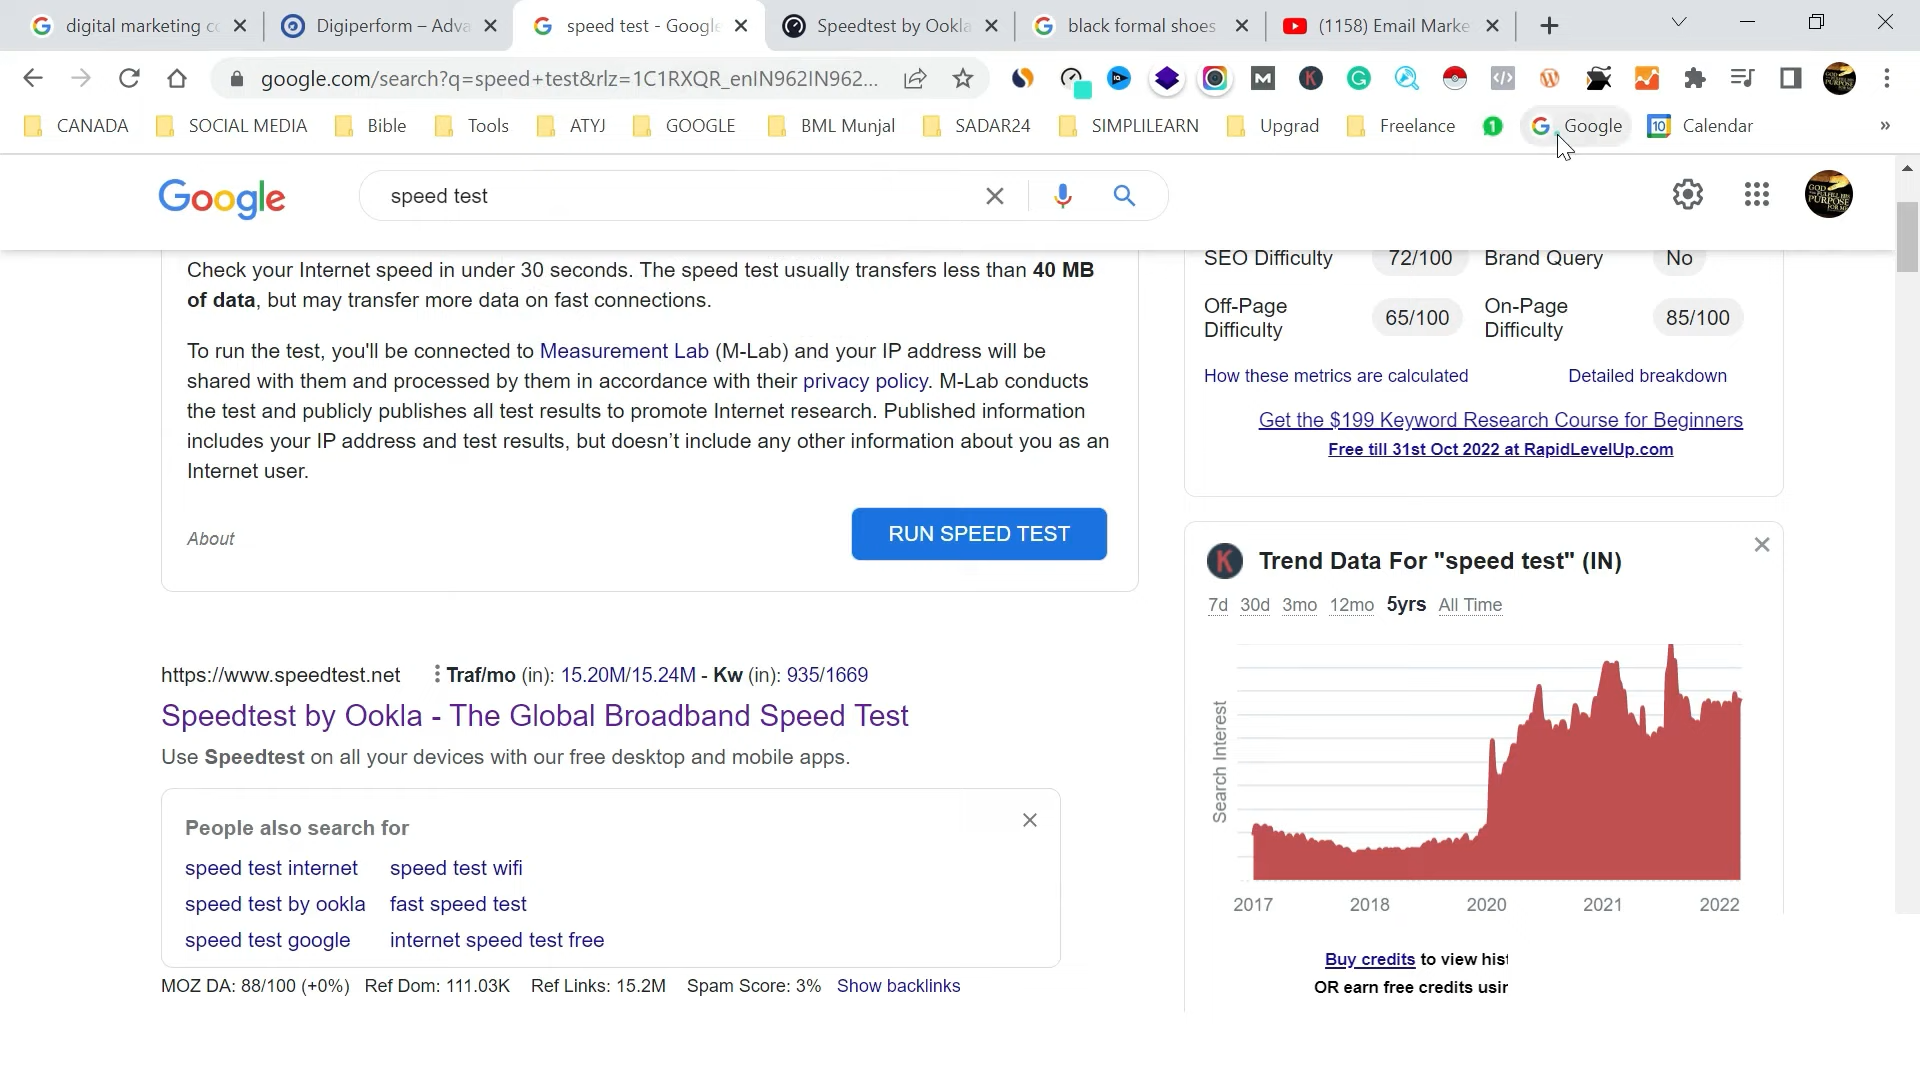 digital marketing co
Digiperform – Adva
speed test - Google
Speedtest by Ookla
black formal shoes
(1158) Email Marke
google.com/search?q=speed+test&rlz=1C1RXQR_enIN962IN962...
CANADA
SOCIAL MEDIA
Bible
Tools
ATYJ
GOOGLE
BML Munjal
SADAR24
SIMPLILEARN
Upgrad
Freelance
1
Google
10
Calendar
»
Google
speed test
Check your Internet speed in under 30 seconds. The speed test usually transfers less than 40 MB
of data, but may transfer more data on fast connections.
To run the test, you'll be connected to Measurement Lab (M-Lab) and your IP address will be
shared with them and processed by them in accordance with their privacy policy. M-Lab conducts
the test and publicly publishes all test results to promote Internet research. Published information
includes your IP address and test results, but doesn’t include any other information about you as an
Internet user.
About
RUN SPEED TEST
https://www.speedtest.net
Traf/mo (in): 15.20M/15.24M - Kw (in): 935/1669
Speedtest by Ookla - The Global Broadband Speed Test
Use Speedtest on all your devices with our free desktop and mobile apps.
People also search for
speed test internet
speed test wifi
speed test by ookla
fast speed test
speed test google
internet speed test free
MOZ DA: 88/100 (+0%) Ref Dom: 111.03K Ref Links: 15.2M Spam Score: 3% Show backlinks
SEO Difficulty 72/100 Brand Query No
Off-Page
Difficulty
65/100
On-Page
Difficulty
85/100
How these metrics are calculated
Detailed breakdown
Get the $199 Keyword Research Course for Beginners
Free till 31st Oct 2022 at RapidLevelUp.com
K
Trend Data For "speed test" (IN)
7d 30d 3mo 12mo 5yrs All Time
Search Interest
2017 2018 2020 2021 2022
Buy credits to view hist
OR earn free credits usin